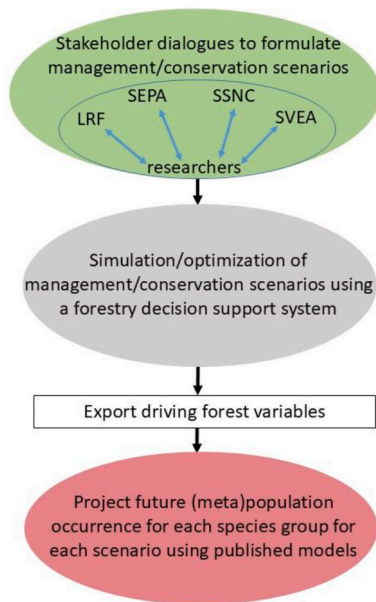 Stakeholder dialogues to formulate
management/conservation scenarios
SEPA SSNC
LRF SVEA
researchers
Simulation/optimization of
management/conservation scenarios using
a forestry decision support system
Export driving forest variables
Project future (meta)population
occurrence for each species group for
each scenario using published models